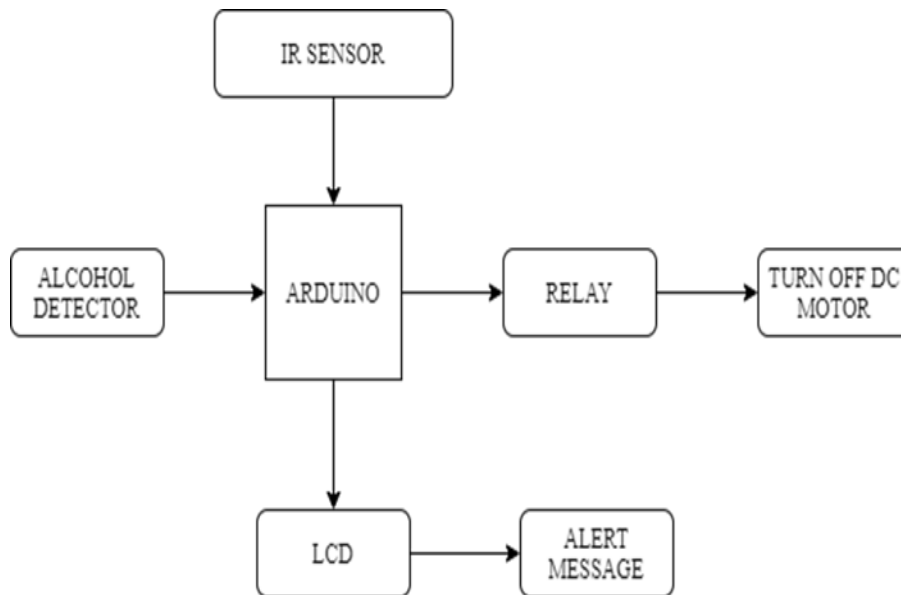 IR SENSOR
ALCOHOL
DETECTOR
ARDUINO
RELAY
TURN OFF DC
MOTOR
LCD
ALERT
MESSAGE